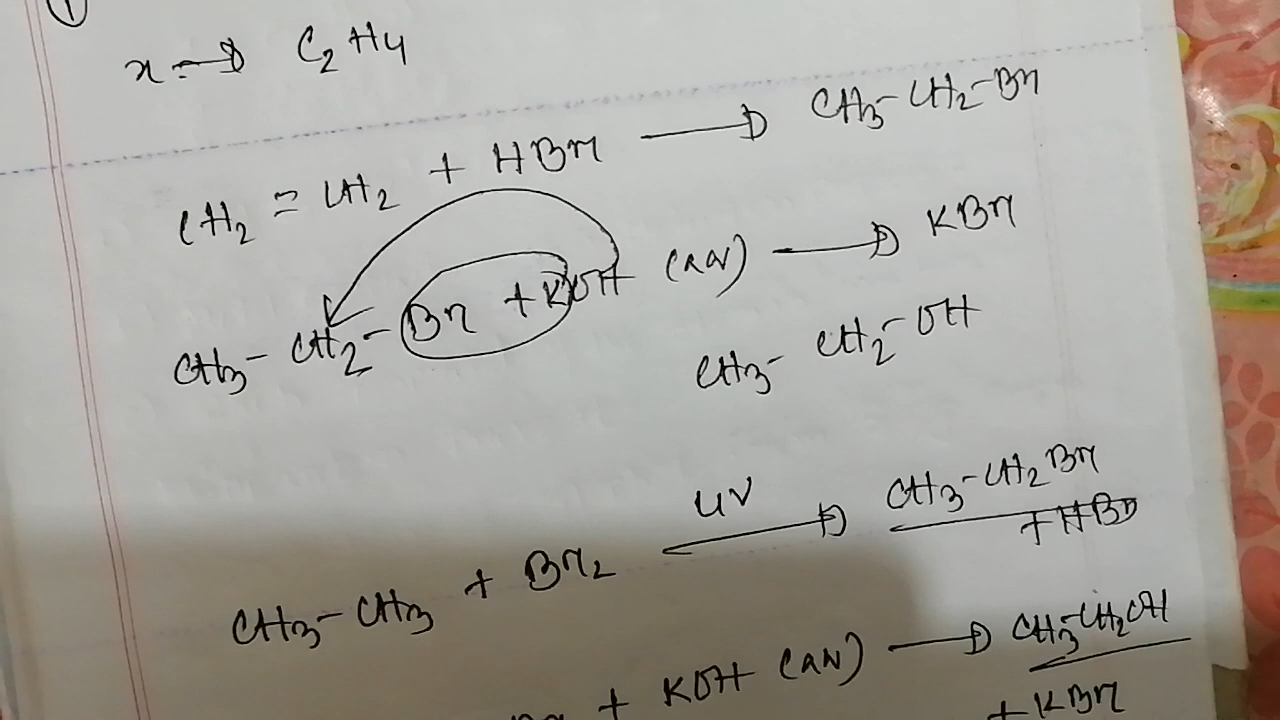 ①
x → C₂H₄
CH₂ = CH₂ + HBr → CH₃-CH₂-Br
CH₃-CH₂-Br + KOH (aq) → KBr
CH₃-CH₂-OH
UV
CH₃-CH₃ + Br₂ → CH₃-CH₂Br
+ HBr
+ KOH (aq) → CH₃-CH₂OH
+ KBr